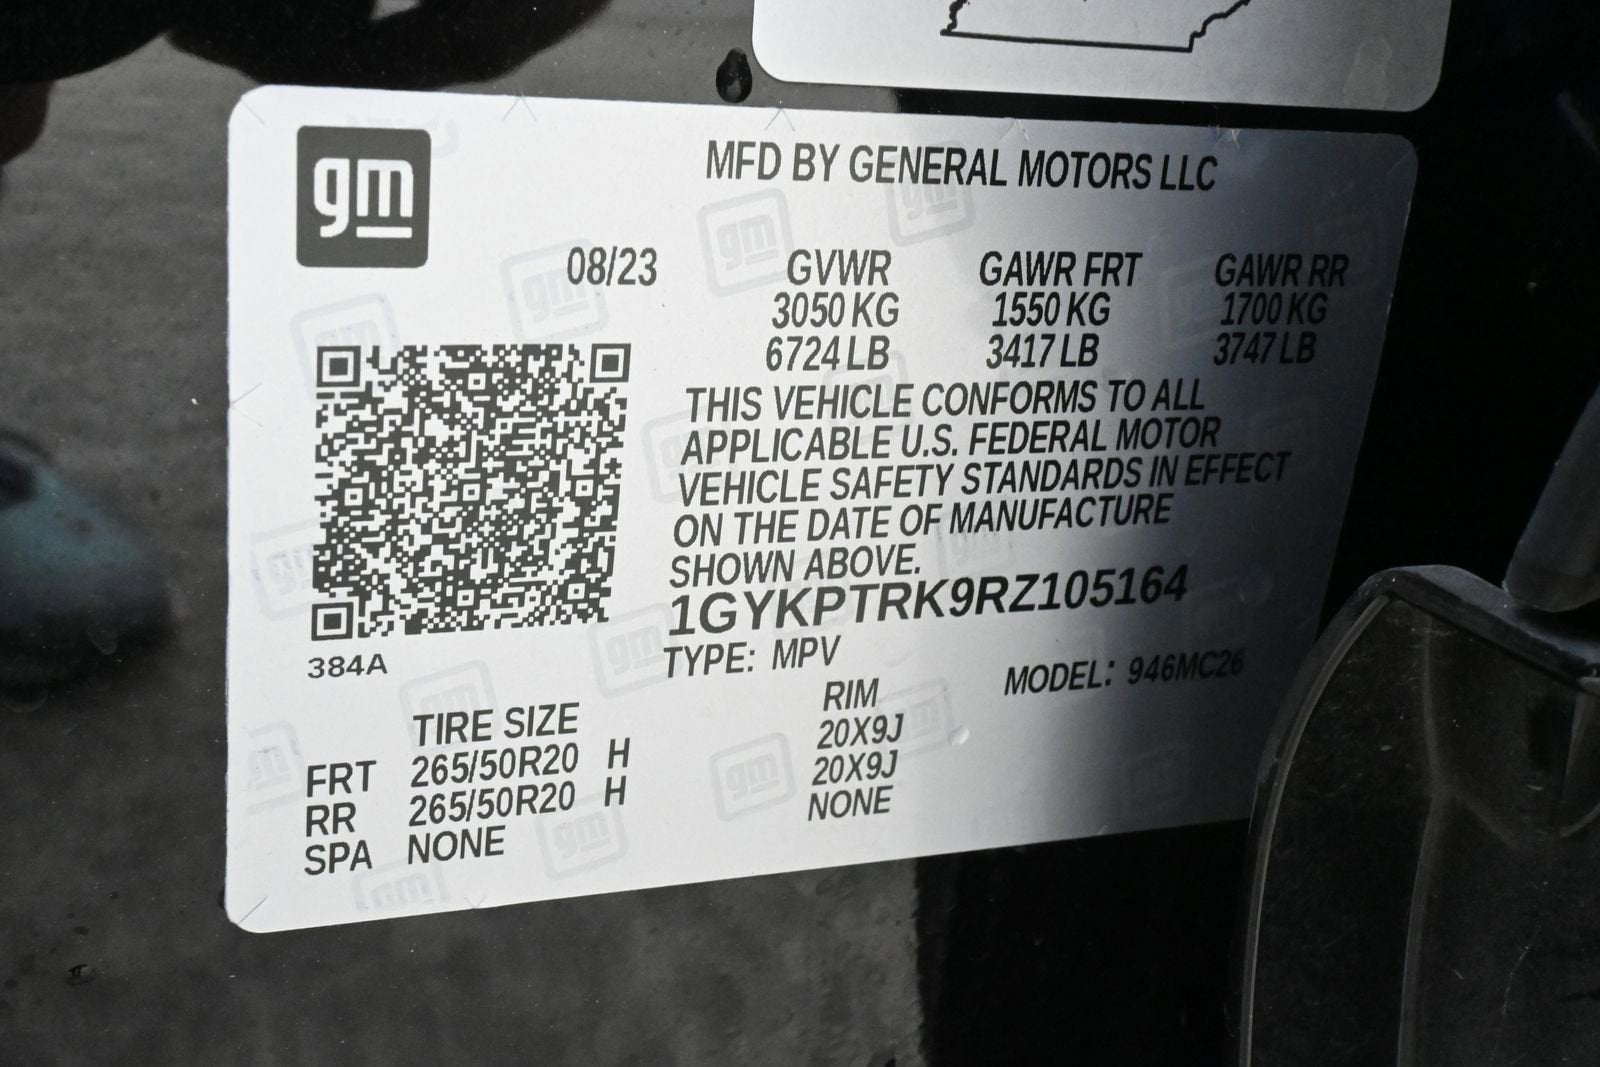 gm
MFD BY GENERAL MOTORS LLC
08/23 GVWR GAWR FRT GAWR RR
3050 KG 1550 KG 1700 KG
6724 LB 3417 LB 3747 LB
THIS VEHICLE CONFORMS TO ALL
APPLICABLE U.S. FEDERAL MOTOR
VEHICLE SAFETY STANDARDS IN EFFECT
ON THE DATE OF MANUFACTURE
SHOWN ABOVE.
1GYKPTRK9RZ105164
384A
TYPE: MPV MODEL: 946MC26
TIRE SIZE RIM
FRT 265/50R20 H 20X9J
RR 265/50R20 H 20X9J
SPA NONE NONE